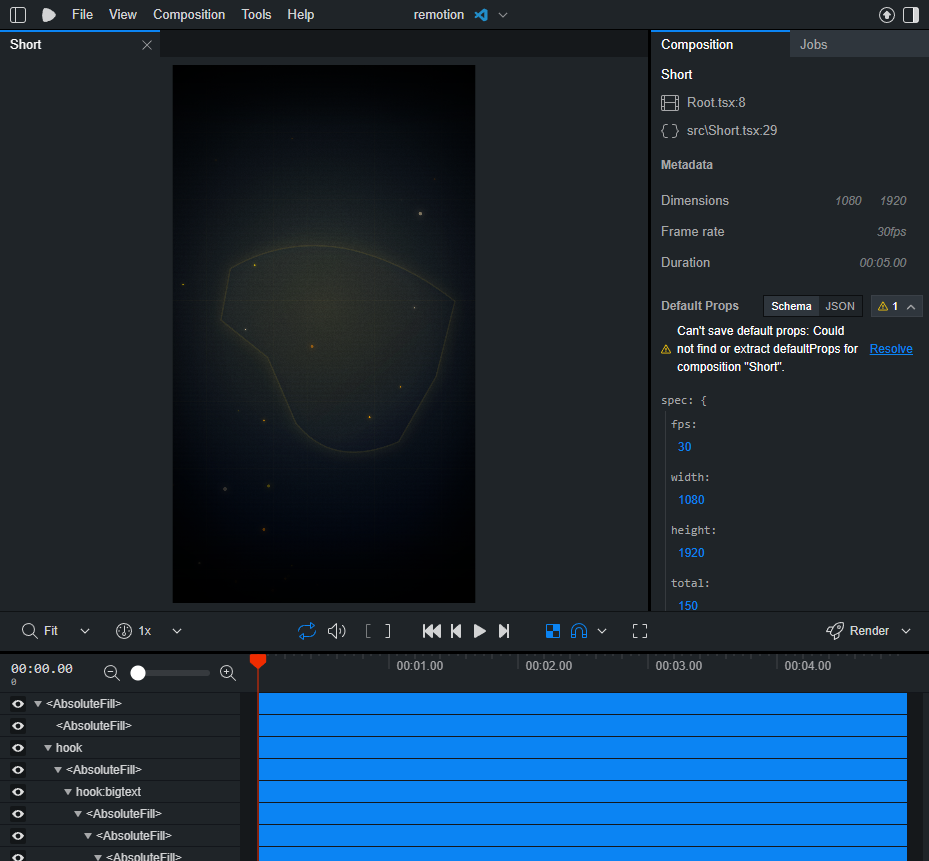 File View Composition Tools Help remotion
Short
Composition Jobs
Short
Root.tsx:8
src\Short.tsx:29
Metadata
Dimensions 1080 1920
Frame rate 30fps
Duration 00:05.00
Default Props Schema JSON 1
Can't save default props: Could
not find or extract defaultProps for
composition "Short".
Resolve
spec: {
fps:
30
width:
1080
height:
1920
total:
150
Fit 1x [ ] Render
00:00.00
0
00:01.00 00:02.00 00:03.00 00:04.00
<AbsoluteFill>
<AbsoluteFill>
hook
<AbsoluteFill>
hook:bigtext
<AbsoluteFill>
<AbsoluteFill>
<AbsoluteFill>